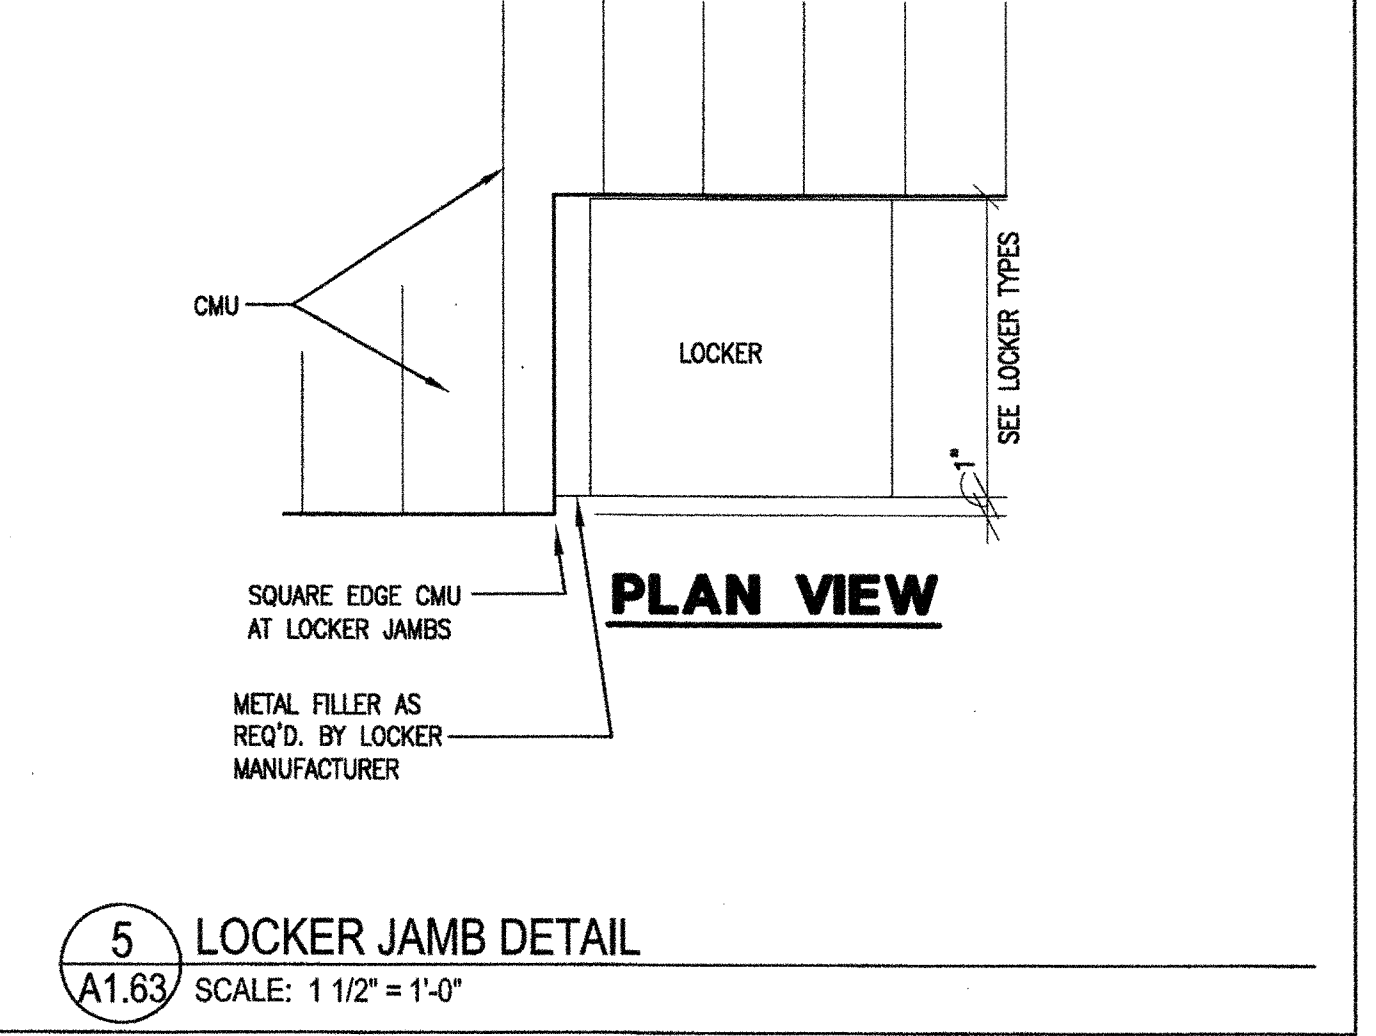 CMU
LOCKER
SEE LOCKER TYPES
1"
SQUARE EDGE CMU
AT LOCKER JAMBS
PLAN VIEW
METAL FILLER AS
REQ'D. BY LOCKER
MANUFACTURER
5
A1.63
LOCKER JAMB DETAIL
SCALE: 1 1/2" = 1'-0"